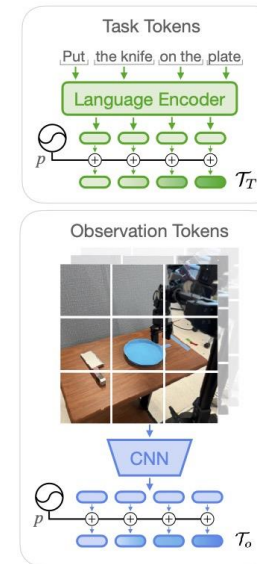 Task Tokens
Put the knife on the plate
Language Encoder
p
𝒯_T
Observation Tokens
CNN
p
𝒯_o